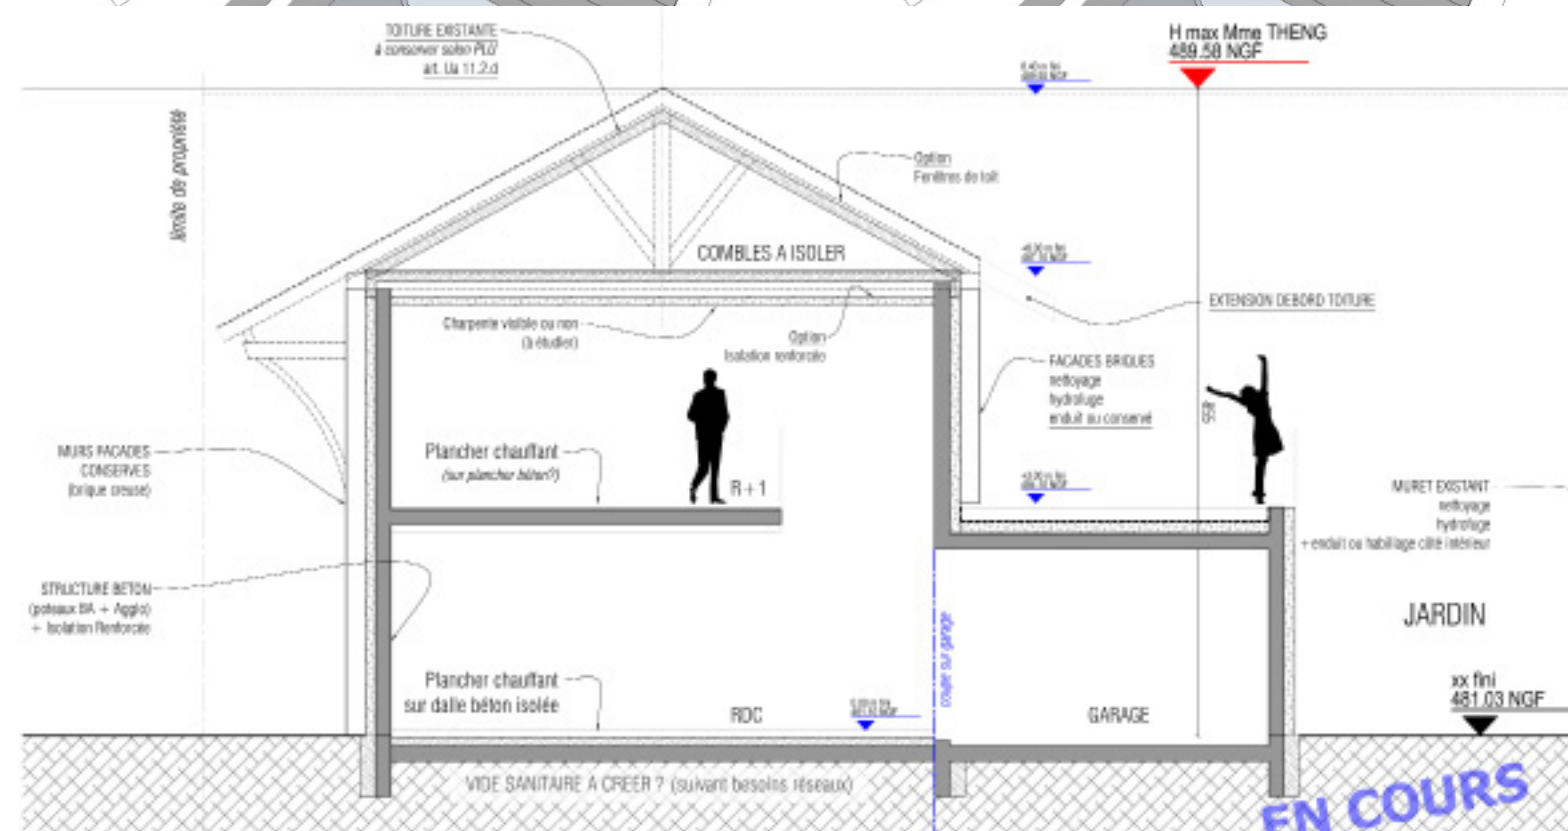 TOITURE EXISTANTE
à conserver selon PLU
art. Ua 11.2.d
H max Mme THENG
489.58 NGF
limite de propriété
Option
Fenêtres de toit
COMBLES A ISOLER
EXTENSION DEBORD TOITURE
Charpente visible ou non
(à étudier)
Option
Isolation renforcée
FACADES BRIQUES
nettoyage
hydrofuge
enduit ou conservé
855
MURS FACADES
CONSERVES
(brique creuse)
Plancher chauffant
(sur plancher béton?)
R+1
MURET EXISTANT
nettoyage
hydrofuge
+ enduit ou habillage côté intérieur
STRUCTURE BETON
(poteaux BA + Agglo)
+ Isolation Renforcée
coupe sur garage
JARDIN
Plancher chauffant
sur dalle béton isolée
RDC
GARAGE
xx fini
481.03 NGF
VIDE SANITAIRE A CREER ? (suivant besoins réseaux)
EN COURS